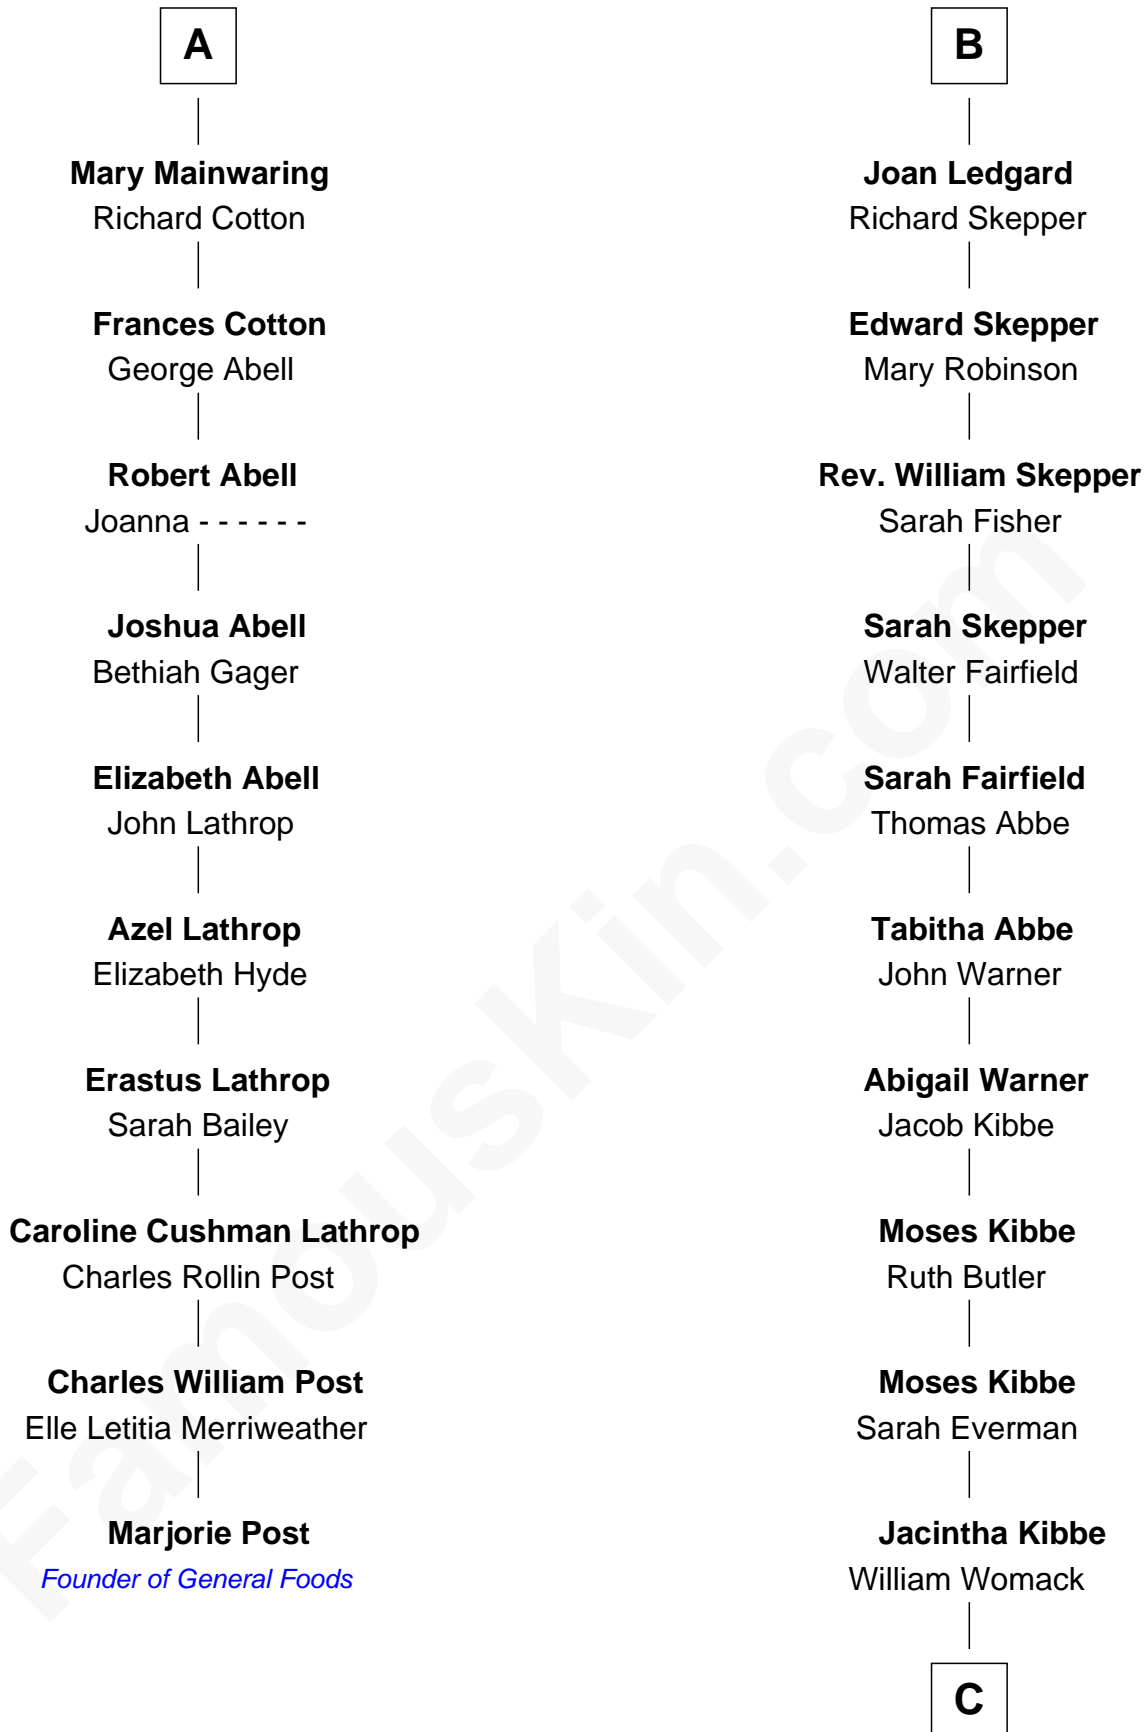 A
Mary Mainwaring
Richard Cotton
Frances Cotton
George Abell
Robert Abell
Joanna - - - - - -
Joshua Abell
Bethiah Gager
Elizabeth Abell
John Lathrop
Azel Lathrop
Elizabeth Hyde
Erastus Lathrop
Sarah Bailey
Caroline Cushman Lathrop
Charles Rollin Post
Charles William Post
Elle Letitia Merriweather
Marjorie Post
Founder of General Foods
B
Joan Ledgard
Richard Skepper
Edward Skepper
Mary Robinson
Rev. William Skepper
Sarah Fisher
Sarah Skepper
Walter Fairfield
Sarah Fairfield
Thomas Abbe
Tabitha Abbe
John Warner
Abigail Warner
Jacob Kibbe
Moses Kibbe
Ruth Butler
Moses Kibbe
Sarah Everman
Jacintha Kibbe
William Womack
C
FamousKin.com